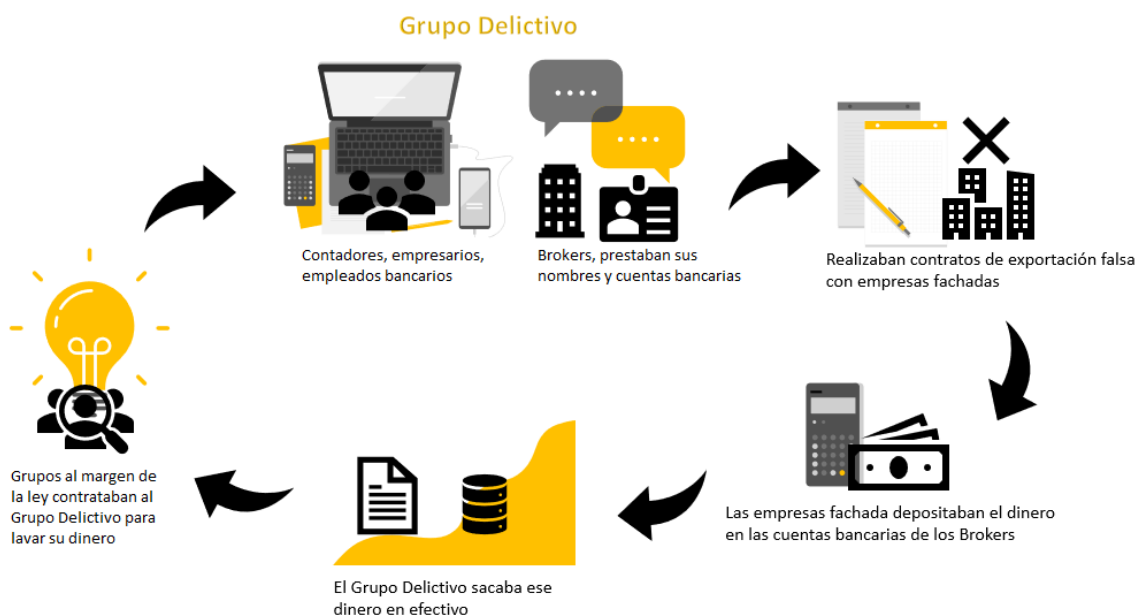 Grupo Delictivo
Contadores, empresarios,
empleados bancarios
Brokers, prestaban sus
nombres y cuentas bancarias
Realizaban contratos de exportación falsa
con empresas fachadas
Las empresas fachada depositaban el dinero
en las cuentas bancarias de los Brokers
El Grupo Delictivo sacaba ese
dinero en efectivo
Grupos al margen de
la ley contrataban al
Grupo Delictivo para
lavar su dinero